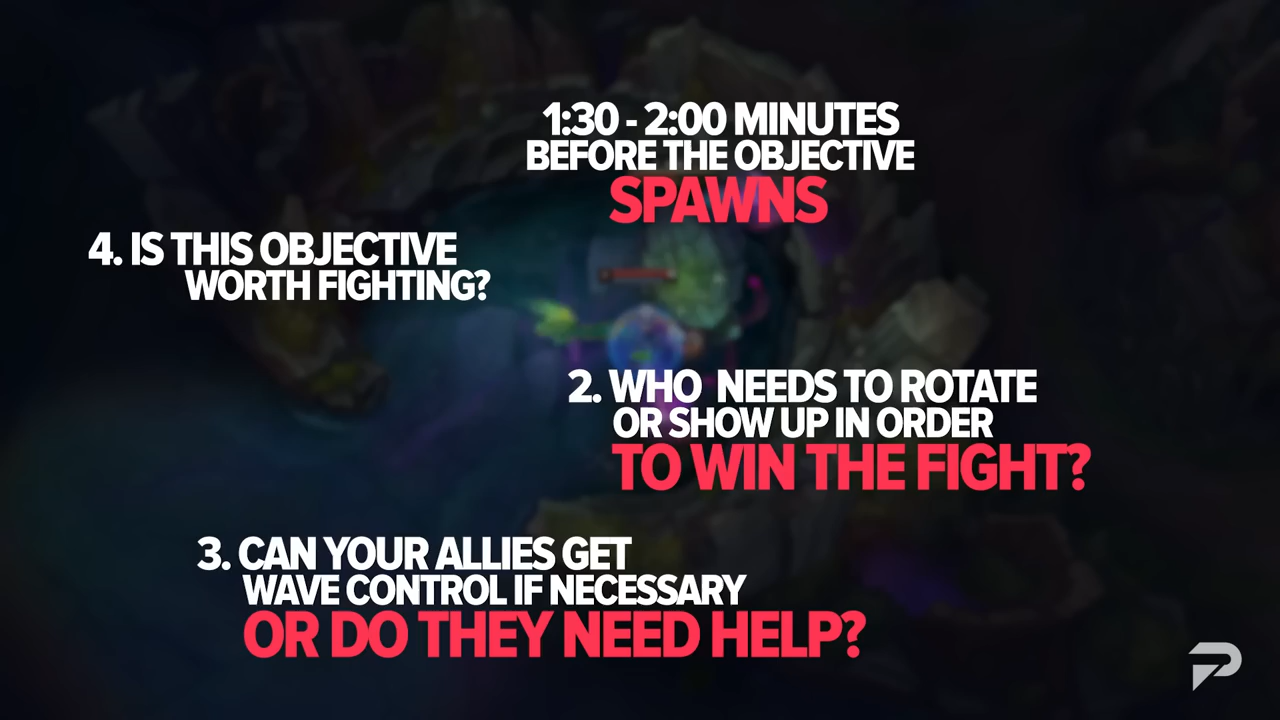 1:30 - 2:00 MINUTES
BEFORE THE OBJECTIVE
SPAWNS
4. IS THIS OBJECTIVE
WORTH FIGHTING?
2. WHO NEEDS TO ROTATE
OR SHOW UP IN ORDER
TO WIN THE FIGHT?
3. CAN YOUR ALLIES GET
WAVE CONTROL IF NECESSARY
OR DO THEY NEED HELP?